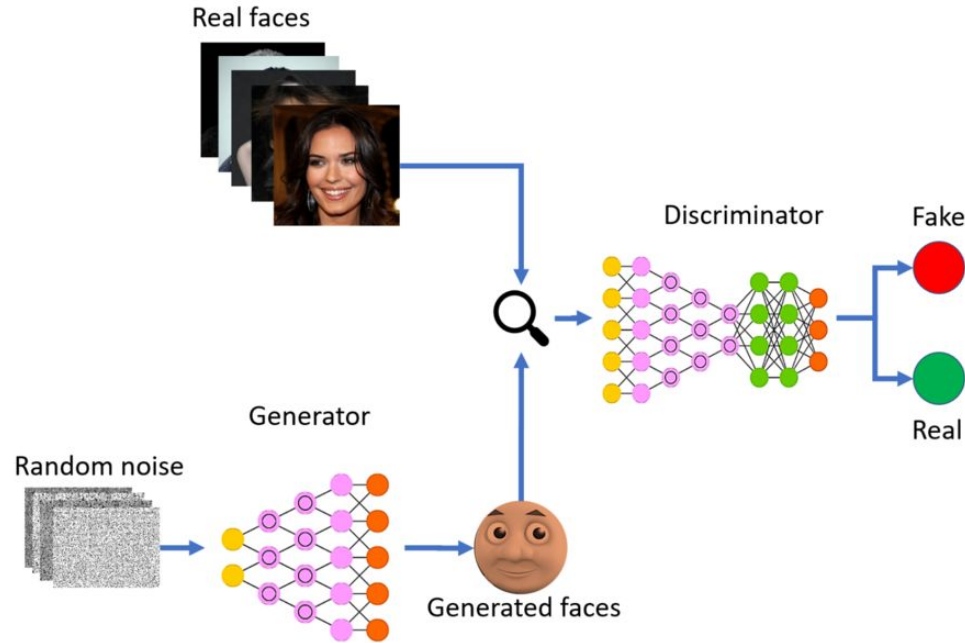 Real faces
Discriminator
Fake
Real
Generator
Random noise
Generated faces